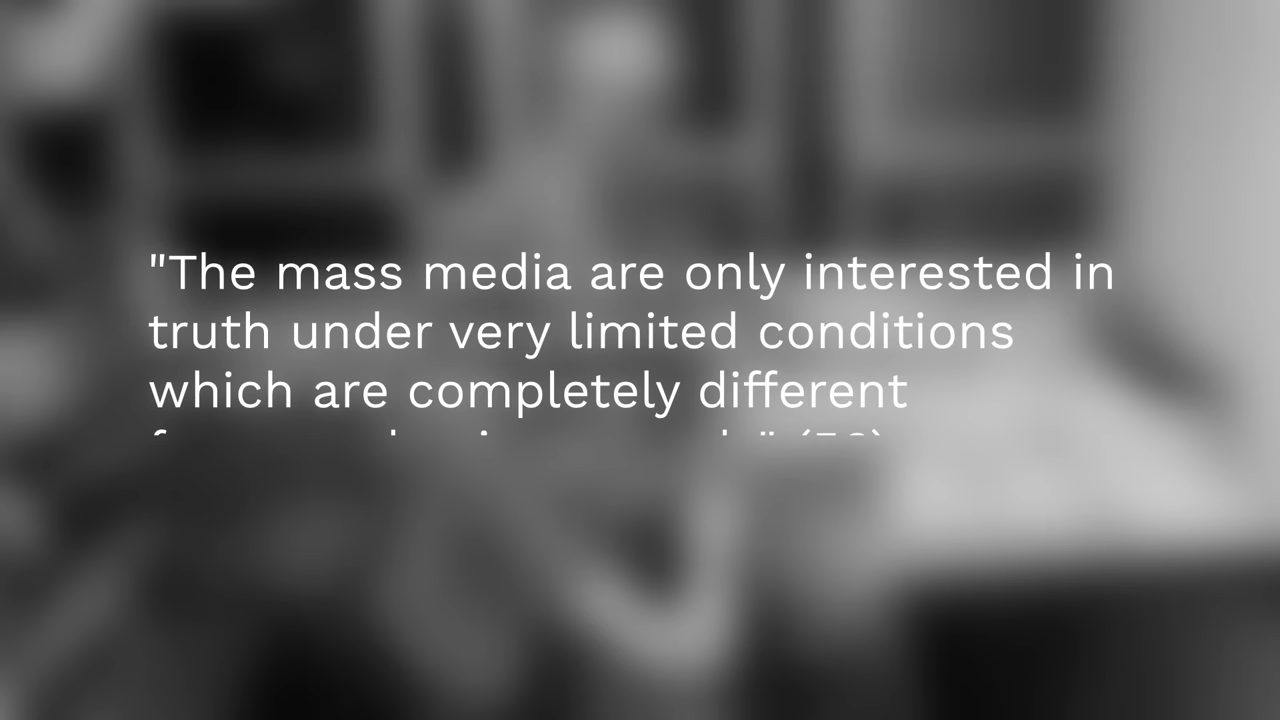 "The mass media are only interested in
truth under very limited conditions
which are completely different